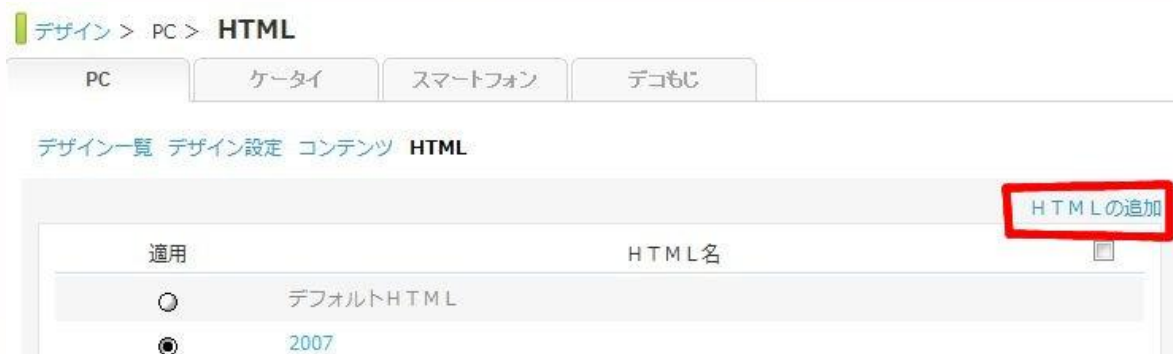 デザイン > PC > HTML
PC ケータイ スマートフォン デコもじ
デザイン一覧 デザイン設定 コンテンツ HTML
ＨＴＭＬの追加
適用 ＨＴＭＬ名
デフォルトＨＴＭＬ
2007